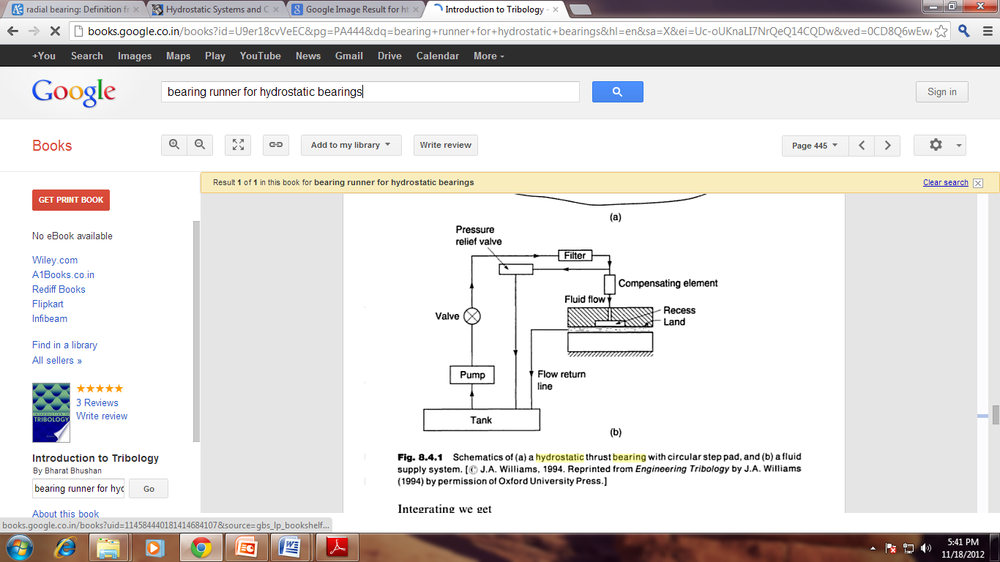 radial bearing: Definition fr
Hydrostatic Systems and C
Google Image Result for ht
Introduction to Tribology -
books.google.co.in/books?id=U9er18cvVeEC&pg=PA444&dq=bearing+runner+for+hydrostatic+bearings&hl=en&sa=X&ei=Uc-oUKnaLI7NrQeQ14CQDw&ved=0CD8Q6wEwA
+You Search Images Maps Play YouTube News Gmail Drive Calendar More
Google
bearing runner for hydrostatic bearings
Sign in
Books
Add to my library
Write review
Page 445
Result 1 of 1 in this book for bearing runner for hydrostatic bearings
Clear search
GET PRINT BOOK
No eBook available
Wiley.com
A1Books.co.in
Rediff Books
Flipkart
Infibeam
Find in a library
All sellers »
INTRODUCTION TO
TRIBOLOGY
3 Reviews
Write review
Introduction to Tribology
By Bharat Bhushan
bearing runner for hyd
Go
About this book
(a)
Pressure
relief valve
Filter
Compensating element
Fluid flow
Recess
Land
Valve
Pump
Flow return
line
Tank
(b)
Fig. 8.4.1 Schematics of (a) a hydrostatic thrust bearing with circular step pad, and (b) a fluid
supply system. [© J.A. Williams, 1994. Reprinted from Engineering Tribology by J.A. Williams
(1994) by permission of Oxford University Press.]
Integrating we get
books.google.co.in/books?uid=114584440181414684107&source=gbs_lp_bookshelf...
5:41 PM
11/18/2012